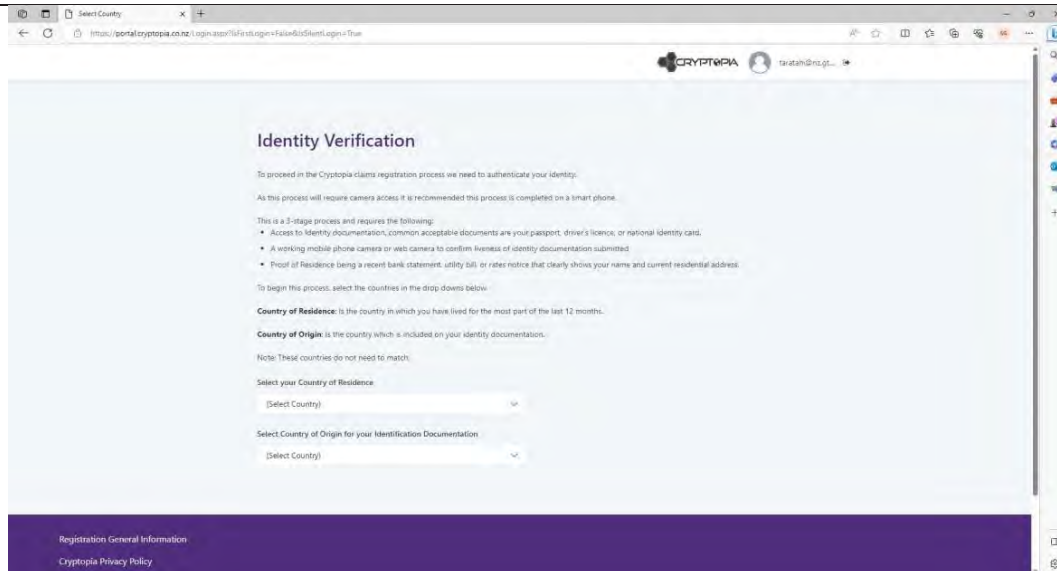 Select Country
https://portal.cryptopia.co.nz/Login.aspx?IsFirstLogin=False&IsSilentLogin=True
CRYPTOPIA
Identity Verification
To proceed in the Cryptopia claims registration process we need to authenticate your identity.
As this process will require camera access it is recommended this process is completed on a smart phone.
This is a 3-stage process and requires the following:
• Access to Identity documentation, common acceptable documents are your passport, driver's licence, or national identity card.
• A working mobile phone camera or web camera to confirm liveness of identity documentation submitted
• Proof of Residence being a recent bank statement, utility bill, or rates notice that clearly shows your name and current residential address.
To begin this process, select the countries in the drop downs below.
Country of Residence: Is the country in which you have lived for the most part of the last 12 months.
Country of Origin: Is the country which is included on your identity documentation.
Note: These countries do not need to match.
Select your Country of Residence
(Select Country)
Select Country of Origin for your Identification Documentation
(Select Country)
Registration General Information
Cryptopia Privacy Policy